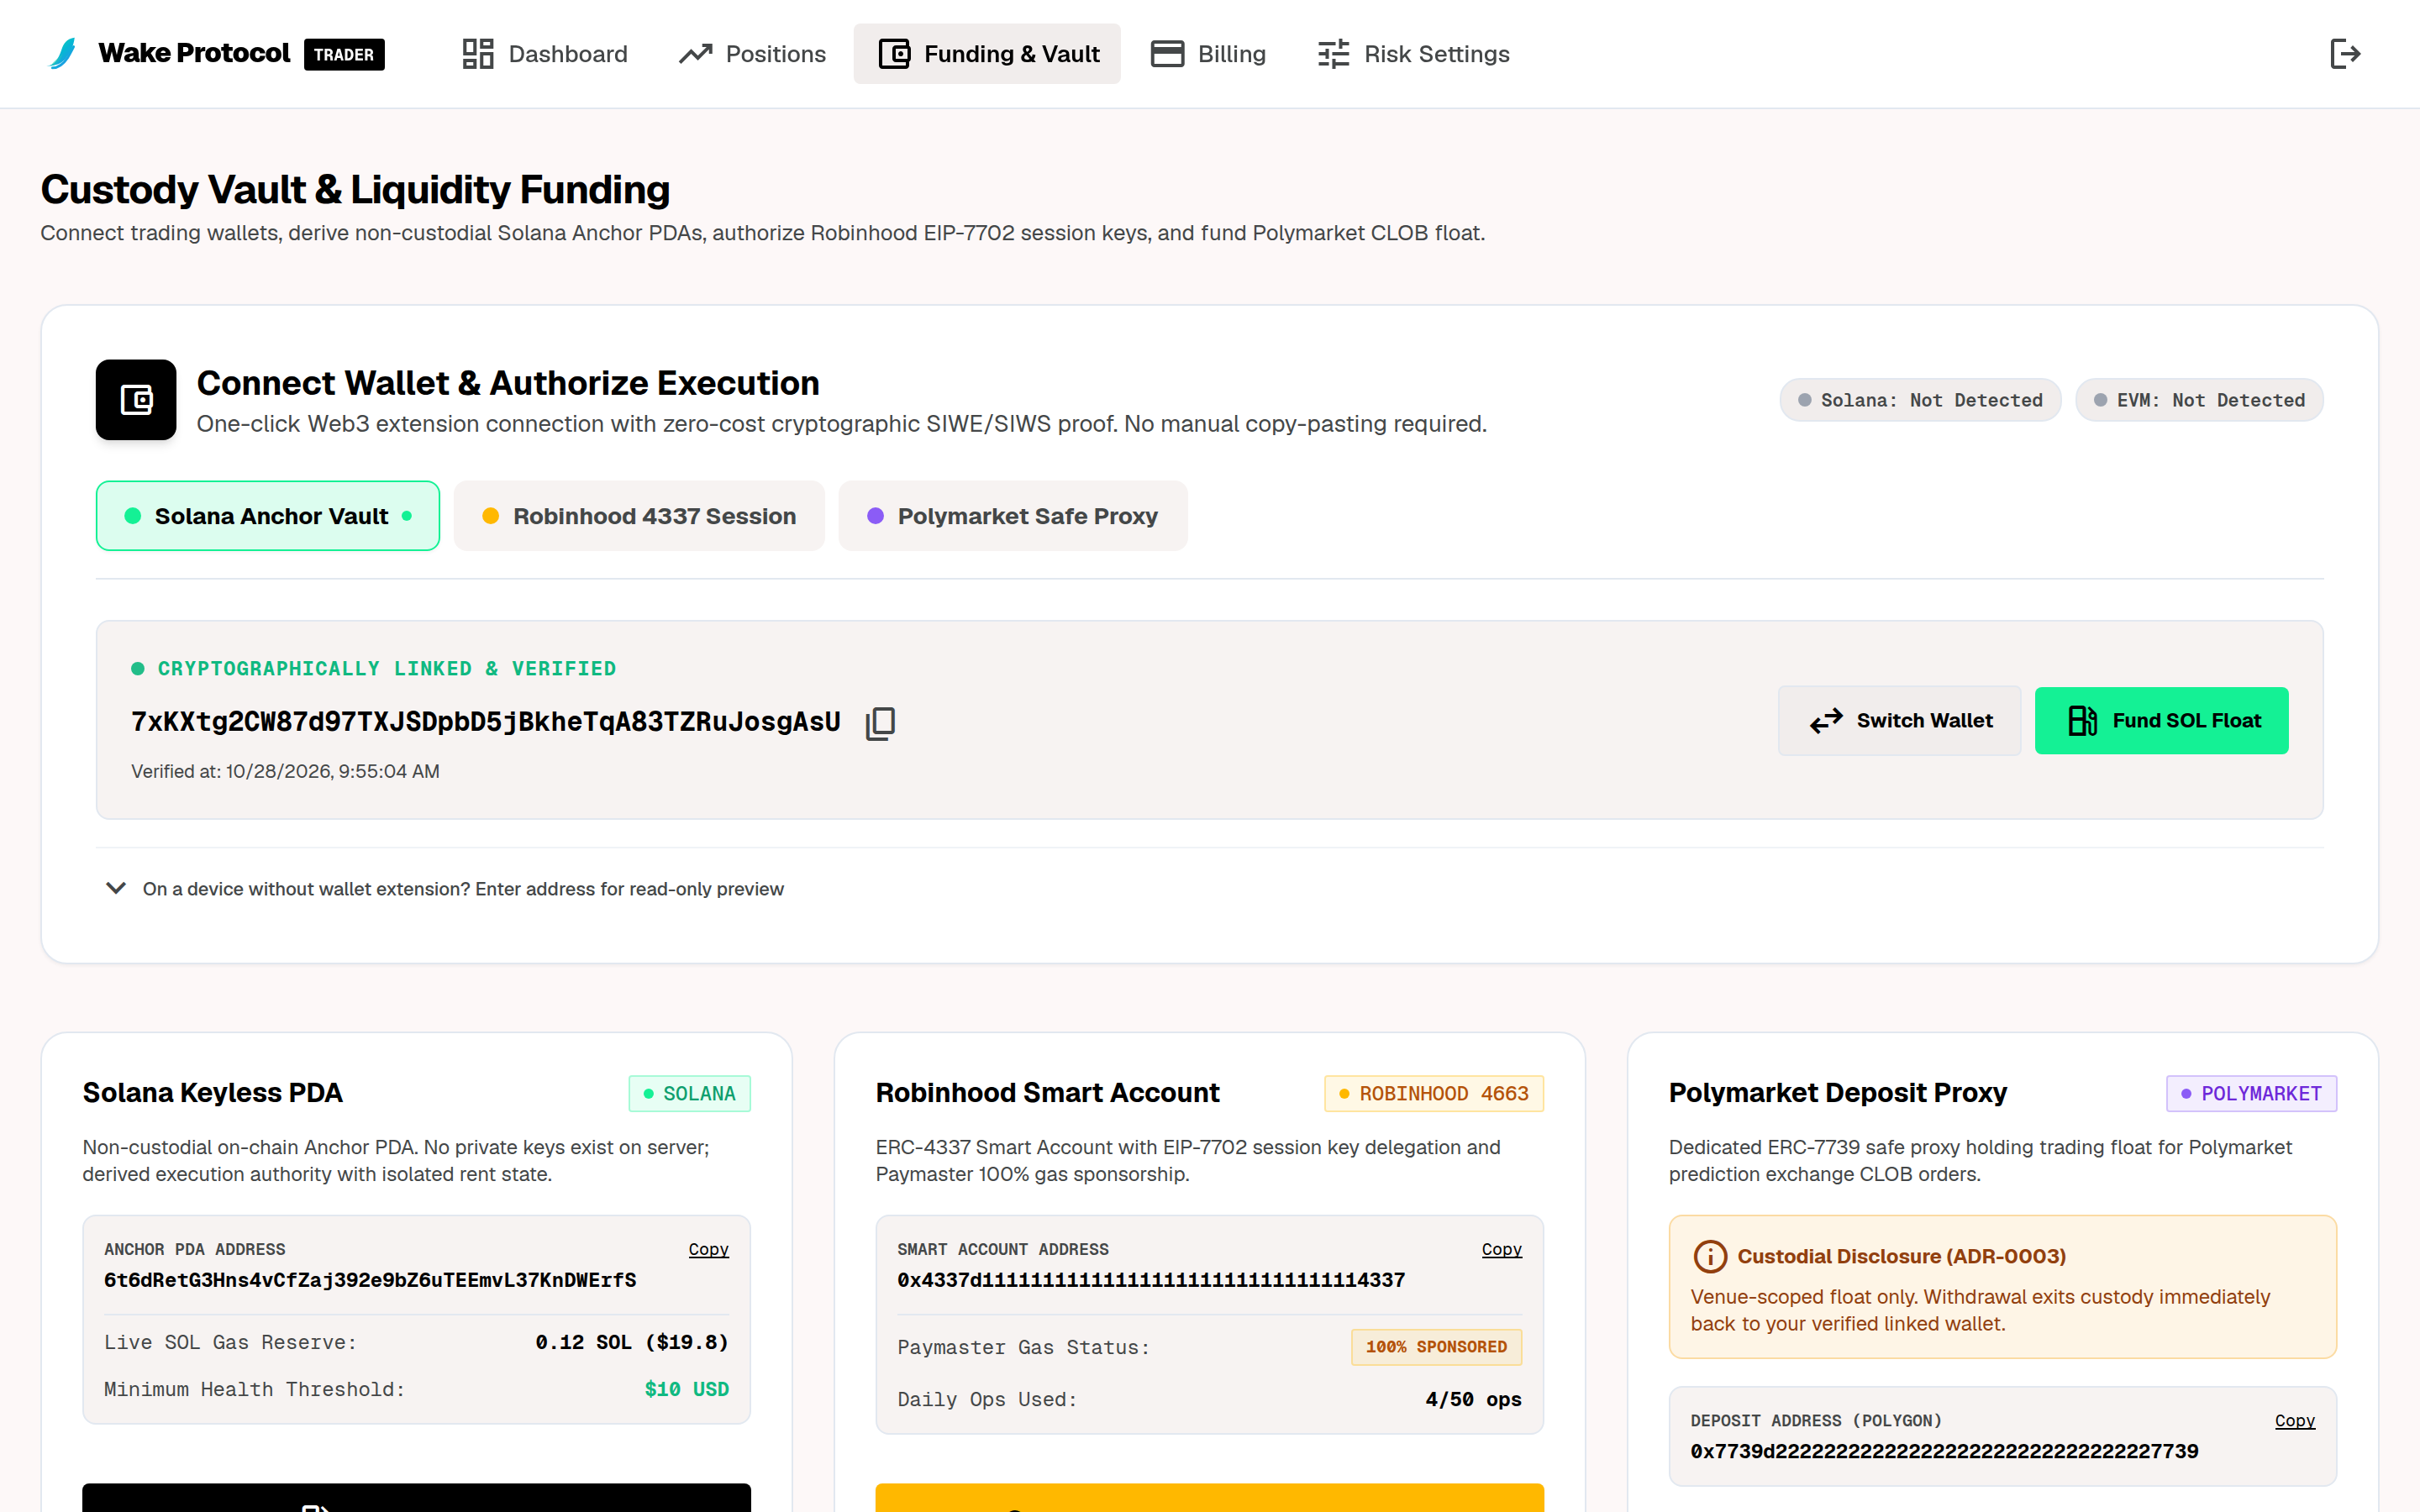 Wake Protocol TRADER Dashboard Positions Funding & Vault Billing Risk Settings
Custody Vault & Liquidity Funding
Connect trading wallets, derive non-custodial Solana Anchor PDAs, authorize Robinhood EIP-7702 session keys, and fund Polymarket CLOB float.
Connect Wallet & Authorize Execution
One-click Web3 extension connection with zero-cost cryptographic SIWE/SIWS proof. No manual copy-pasting required.
Solana: Not Detected EVM: Not Detected
Solana Anchor Vault Robinhood 4337 Session Polymarket Safe Proxy
CRYPTOGRAPHICALLY LINKED & VERIFIED
7xKXtg2CW87d97TXJSDpbD5jBkheTqA83TZRuJosgAsU
Verified at: 10/28/2026, 9:55:04 AM
Switch Wallet Fund SOL Float
On a device without wallet extension? Enter address for read-only preview
Solana Keyless PDA SOLANA
Non-custodial on-chain Anchor PDA. No private keys exist on server;
derived execution authority with isolated rent state.
ANCHOR PDA ADDRESS Copy
6t6dRetG3Hns4vCfZaj392e9bZ6uTEEmvL37KnDWErfS
Live SOL Gas Reserve: 0.12 SOL ($19.8)
Minimum Health Threshold: $10 USD
Robinhood Smart Account ROBINHOOD 4663
ERC-4337 Smart Account with EIP-7702 session key delegation and
Paymaster 100% gas sponsorship.
SMART ACCOUNT ADDRESS Copy
0x4337d1111111111111111111111111111111114337
Paymaster Gas Status: 100% SPONSORED
Daily Ops Used: 4/50 ops
Polymarket Deposit Proxy POLYMARKET
Dedicated ERC-7739 safe proxy holding trading float for Polymarket
prediction exchange CLOB orders.
Custodial Disclosure (ADR-0003)
Venue-scoped float only. Withdrawal exits custody immediately
back to your verified linked wallet.
DEPOSIT ADDRESS (POLYGON) Copy
0x7739d2222222222222222222222222222222227739